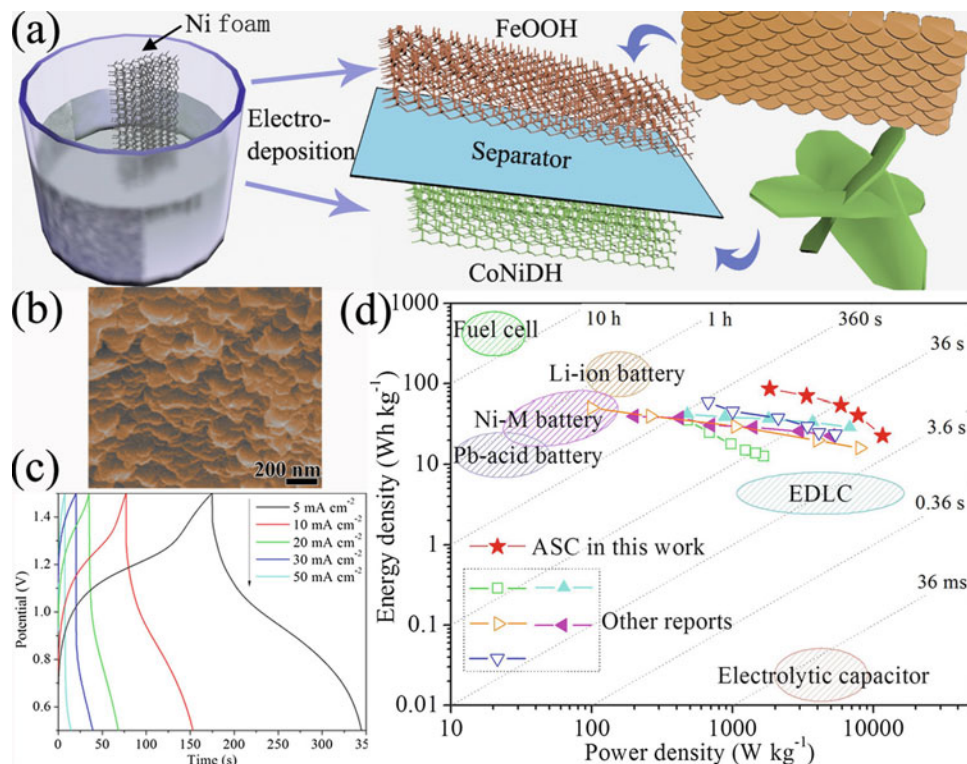 (a)
Ni foam
Electro-
deposition
FeOOH
Separator
CoNiDH
(b)
200 nm
(c)
Potential (V)
1.4
1.2
1.0
0.8
0.6
5 mA cm⁻²
10 mA cm⁻²
20 mA cm⁻²
30 mA cm⁻²
50 mA cm⁻²
0 50 100 150 200 250 300 35
Time (s)
(d)
Energy density (Wh kg⁻¹)
1000
100
10
1
0.1
0.01
10 h
1 h
360 s
36 s
3.6 s
0.36 s
36 ms
Fuel cell
Li-ion battery
Ni-M battery
Pb-acid battery
EDLC
ASC in this work
Other reports
Electrolytic capacitor
10 100 1000 10000
Power density (W kg⁻¹)